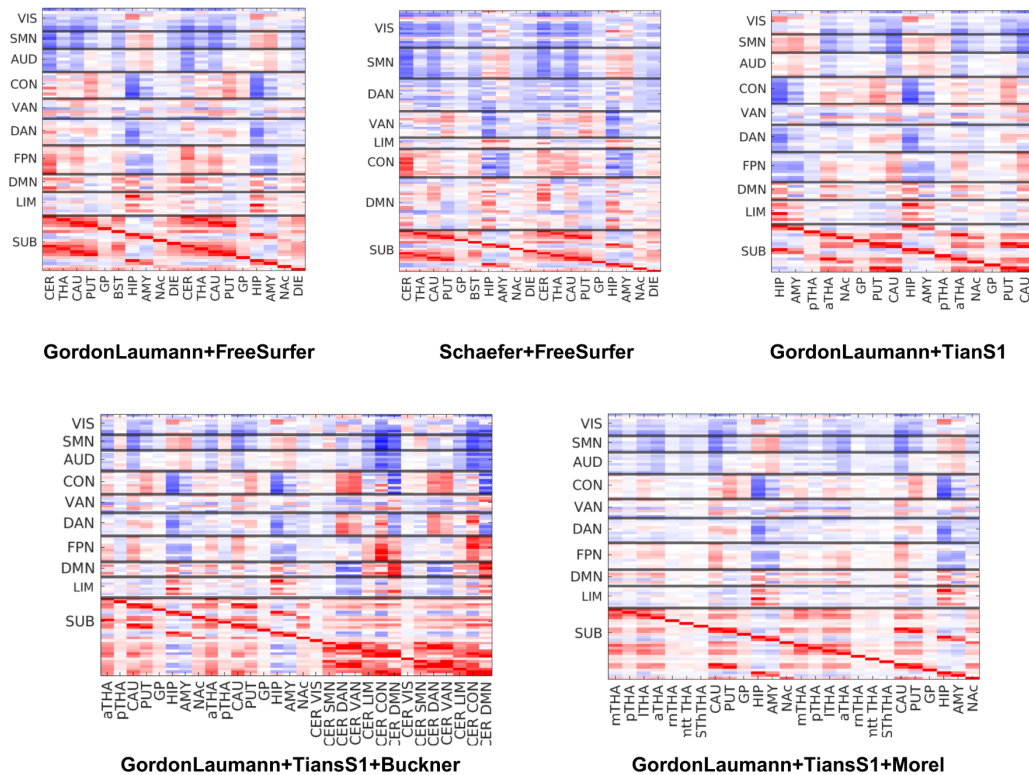 VIS
SMN
AUD
CON
VAN
DAN
FPN
DMN
LIM
SUB
CER
THA
CAU
PUT
GP
BST
HIP
AMY
NAc
DIE
CER
THA
CAU
PUT
GP
HIP
AMY
NAc
DIE
GordonLaumann+FreeSurfer
VIS
SMN
DAN
VAN
LIM
CON
DMN
SUB
CER
THA
CAU
PUT
GP
BST
HIP
AMY
NAc
DIE
CER
THA
CAU
PUT
GP
HIP
AMY
NAc
DIE
Schaefer+FreeSurfer
VIS
SMN
AUD
CON
VAN
DAN
FPN
DMN
LIM
SUB
HIP
AMY
pTHA
aTHA
NAc
GP
PUT
CAU
HIP
AMY
pTHA
aTHA
NAc
GP
PUT
CAU
GordonLaumann+TianS1
VIS
SMN
AUD
CON
VAN
DAN
FPN
DMN
LIM
SUB
aTHA
pTHA
CAU
PUT
GP
HIP
AMY
NAc
aTHA
pTHA
CAU
PUT
GP
HIP
AMY
NAc
CER VIS
CER SMN
CER DAN
CER VAN
CER LIM
CER CON
CER DMN
CER VIS
CER SMN
CER DAN
CER VAN
CER LIM
CER CON
CER DMN
GordonLaumann+TiansS1+Buckner
VIS
SMN
AUD
CON
VAN
DAN
FPN
DMN
LIM
SUB
mTHA
pTHA
aTHA
rnTHA
THA
SThTHA
CAU
PUT
GP
HIP
AMY
NAc
mTHA
pTHA
lTHA
aTHA
rnTHA
THA
SThTHA
CAU
PUT
GP
HIP
AMY
NAc
GordonLaumann+TiansS1+Morel